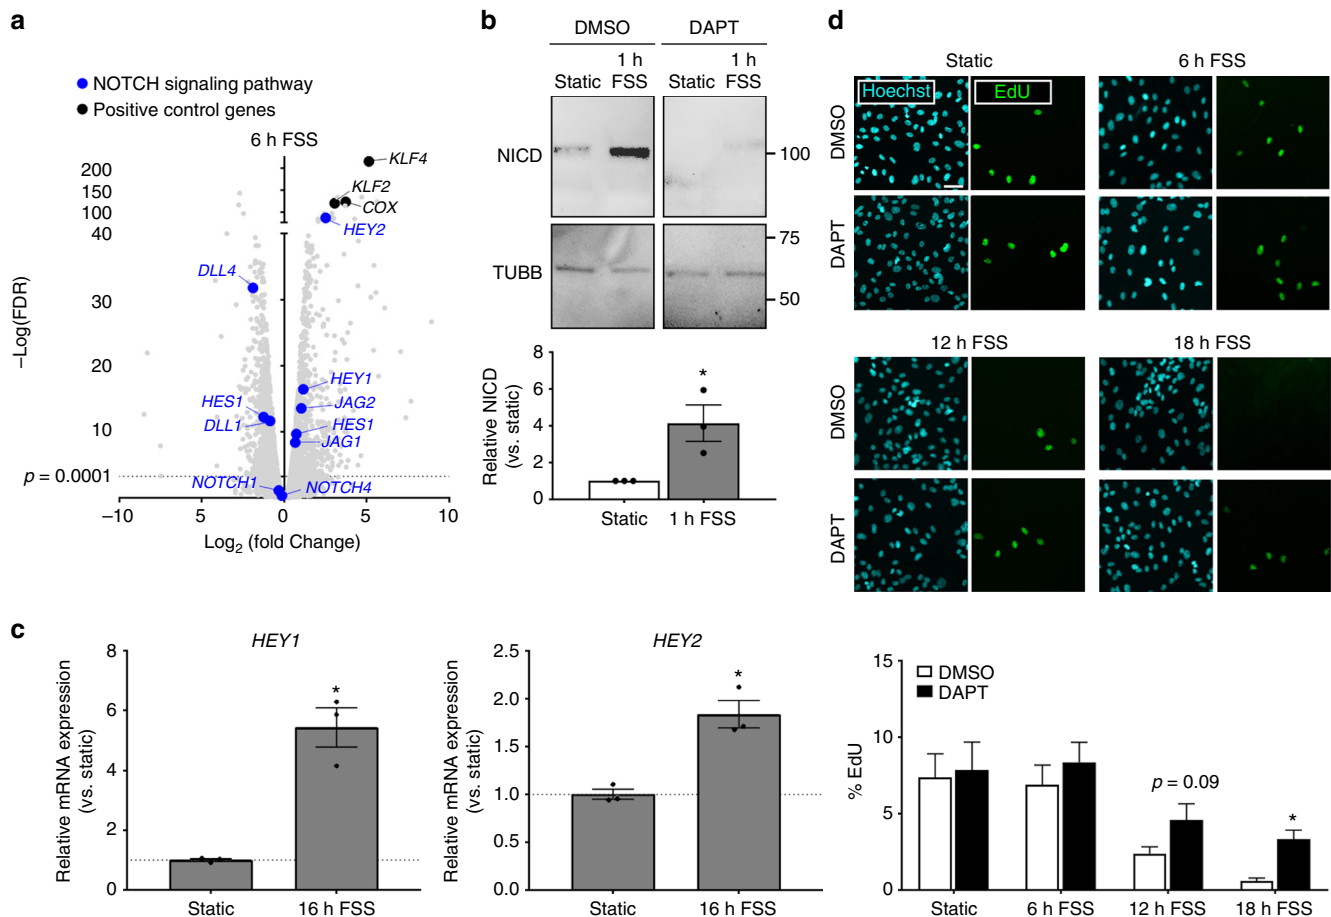 a
NOTCH signaling pathway
Positive control genes
6 h FSS
200
150
100
40
30
20
10
−Log(FDR)
p = 0.0001
KLF4
KLF2
COX
HEY2
DLL4
HEY1
JAG2
HES1
HES1
DLL1
JAG1
NOTCH1
NOTCH4
−10
5
0
5
10
Log2 (fold Change)
b
DMSO
DAPT
Static
1 h
FSS
Static
1 h
FSS
NICD
100
TUBB
75
50
Relative NICD
(vs. static)
8
6
4
2
0
*
Static
1 h FSS
c
HEY1
Relative mRNA expression
(vs. static)
8
6
4
2
0
*
Static
16 h FSS
HEY2
Relative mRNA expression
(vs. static)
2.5
2.0
1.5
1.0
0.5
0.0
*
Static
16 h FSS
d
Static
6 h FSS
Hoechst
EdU
DMSO
DAPT
12 h FSS
18 h FSS
DMSO
DAPT
% EdU
15
10
5
0
DMSO
DAPT
p = 0.09
*
Static
6 h FSS
12 h FSS
18 h FSS